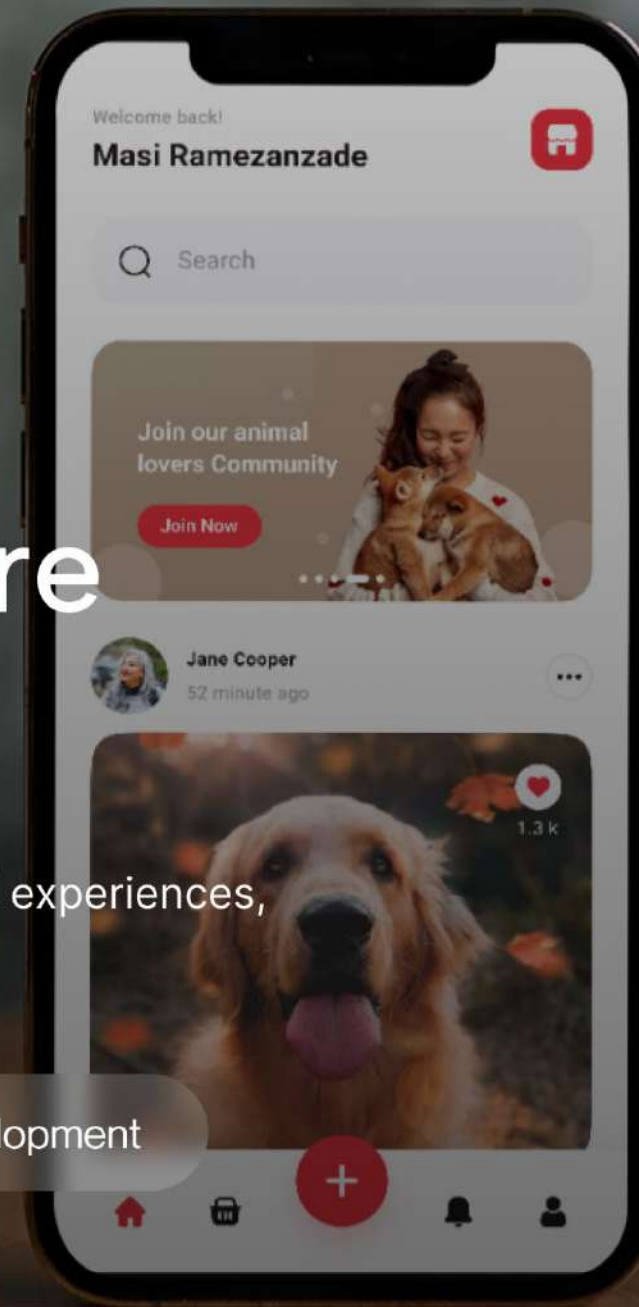 Welcome back!
Masi Ramezanzade
Search
Join our animal
lovers Community
Join Now
re
Jane Cooper
52 minute ago
1.3 k
experiences,
lopment